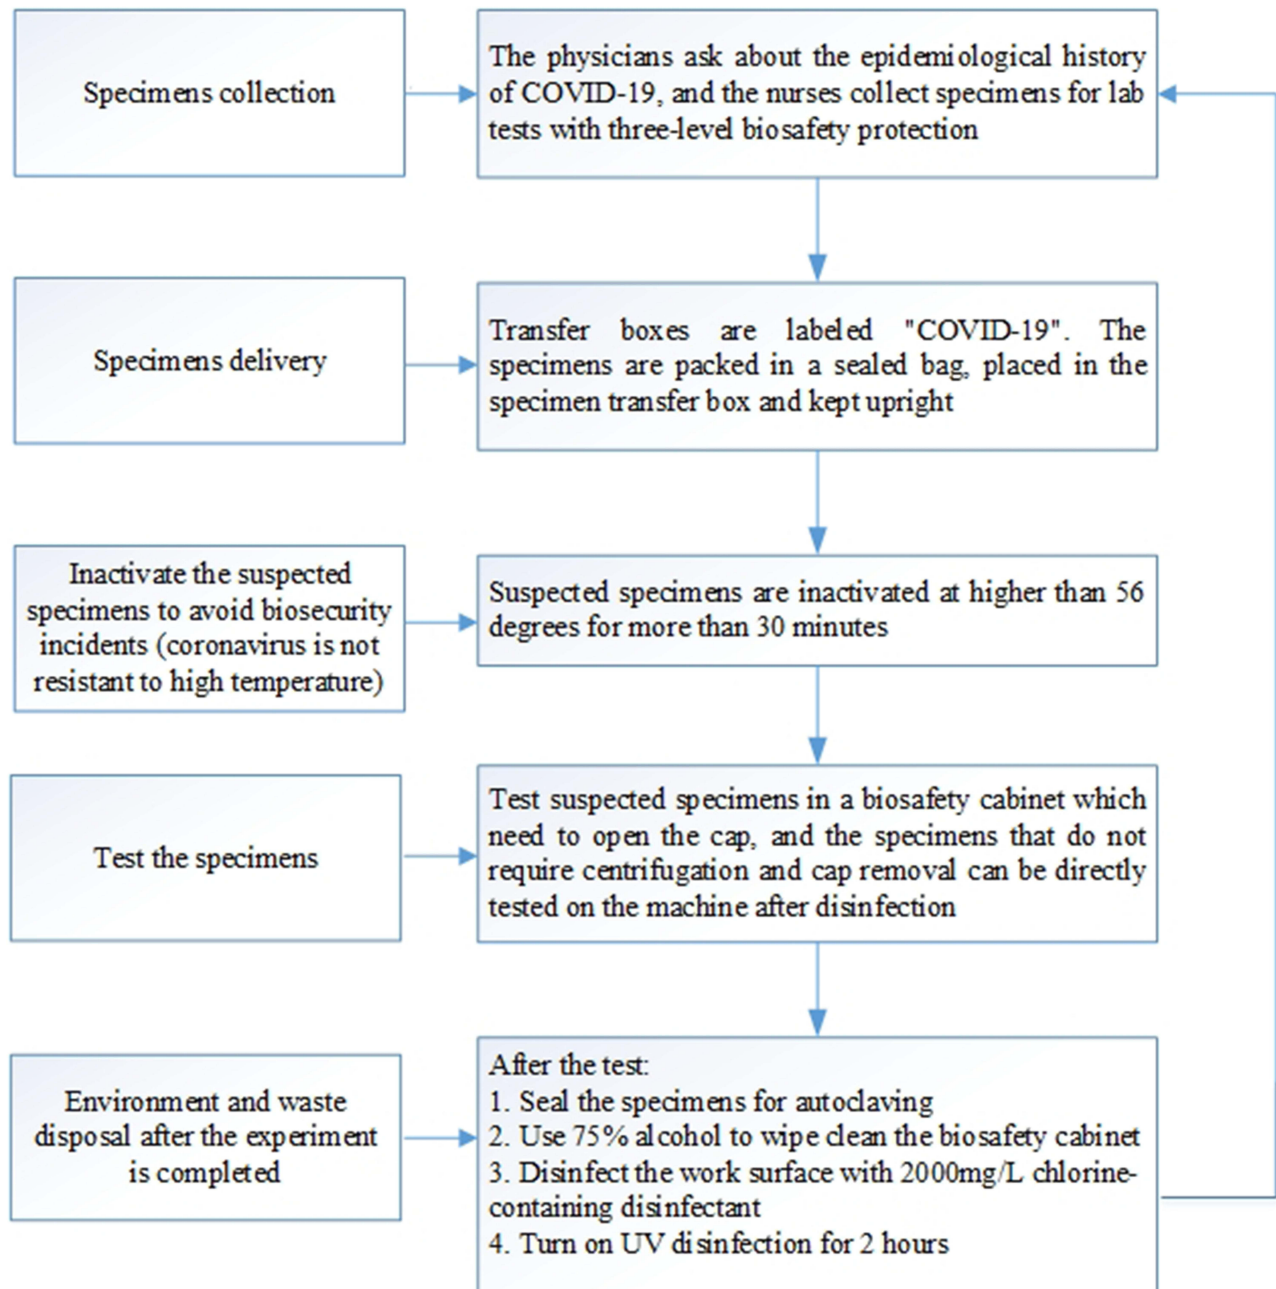 Specimens collection
The physicians ask about the epidemiological history
of COVID-19, and the nurses collect specimens for lab
tests with three-level biosafety protection
Specimens delivery
Transfer boxes are labeled "COVID-19". The
specimens are packed in a sealed bag, placed in the
specimen transfer box and kept upright
Inactivate the suspected
specimens to avoid biosecurity
incidents (coronavirus is not
resistant to high temperature)
Suspected specimens are inactivated at higher than 56
degrees for more than 30 minutes
Test the specimens
Test suspected specimens in a biosafety cabinet which
need to open the cap, and the specimens that do not
require centrifugation and cap removal can be directly
tested on the machine after disinfection
Environment and waste
disposal after the experiment
is completed
After the test:
1. Seal the specimens for autoclaving
2. Use 75% alcohol to wipe clean the biosafety cabinet
3. Disinfect the work surface with 2000mg/L chlorine-
containing disinfectant
4. Turn on UV disinfection for 2 hours